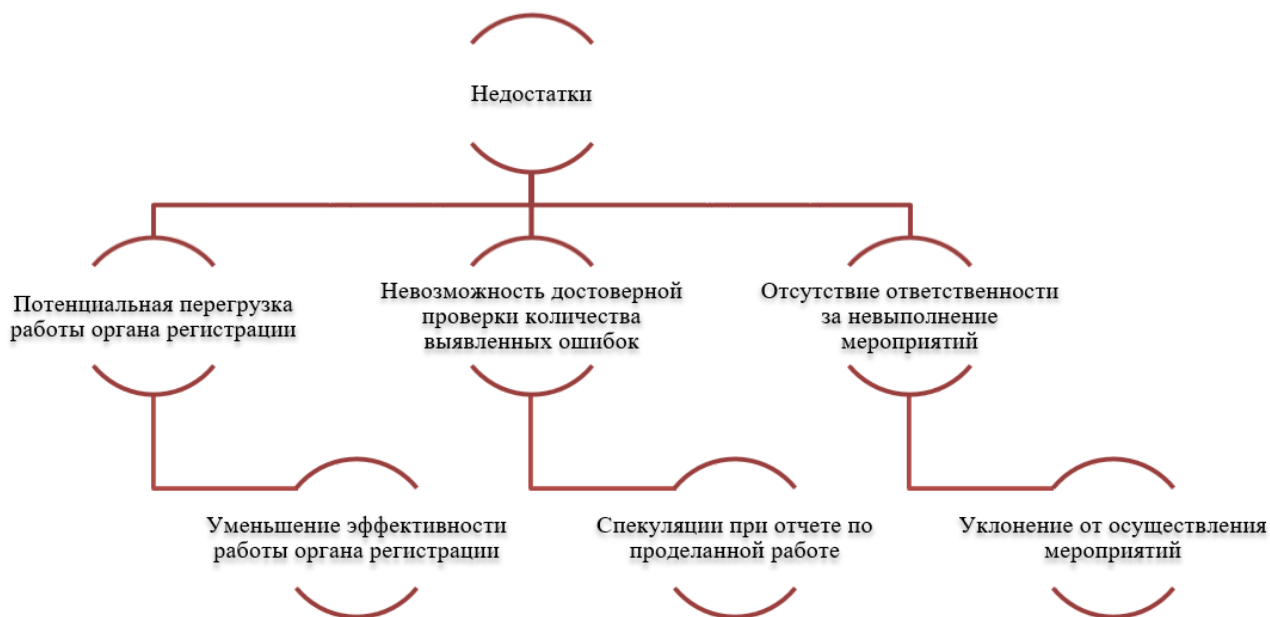 Недостатки
Потенциальная перегрузка
работы органа регистрации
Невозможность достоверной
проверки количества
выявленных ошибок
Отсутствие ответственности
за невыполнение
мероприятий
Уменьшение эффективности
работы органа регистрации
Спекуляции при отчете по
проделанной работе
Уклонение от осуществления
мероприятий